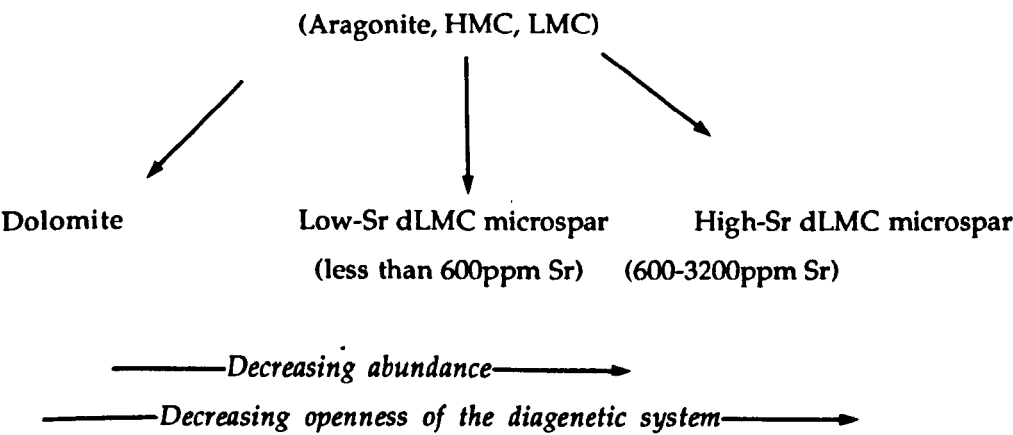 (Aragonite, HMC, LMC)
Dolomite
Low-Sr dLMC microspar
High-Sr dLMC microspar
(less than 600ppm Sr)
(600-3200ppm Sr)
Decreasing abundance
Decreasing openness of the diagenetic system